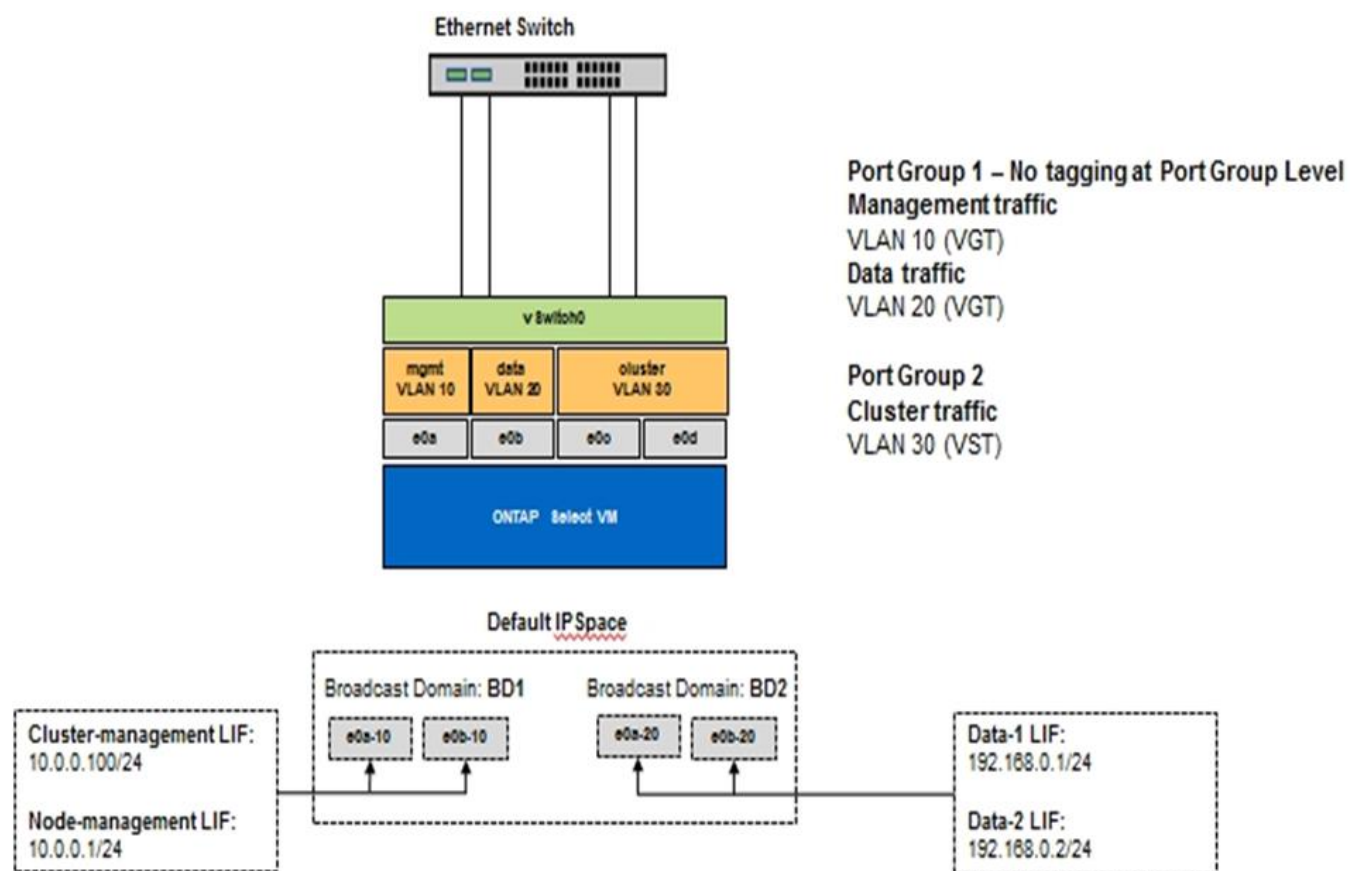 Ethernet Switch
Port Group 1 – No tagging at Port Group Level
Management traffic
VLAN 10 (VGT)
Data traffic
VLAN 20 (VGT)
Port Group 2
Cluster traffic
VLAN 30 (VST)
vSwitch0
mgmt
VLAN 10
data
VLAN 20
cluster
VLAN 30
e0a
e0b
e0c
e0d
ONTAP Select VM
Default IPSpace
Broadcast Domain: BD1
Broadcast Domain: BD2
e0a-10
e0b-10
e0a-20
e0b-20
Cluster-management LIF:
10.0.0.100/24
Node-management LIF:
10.0.0.1/24
Data-1 LIF:
192.168.0.1/24
Data-2 LIF:
192.168.0.2/24